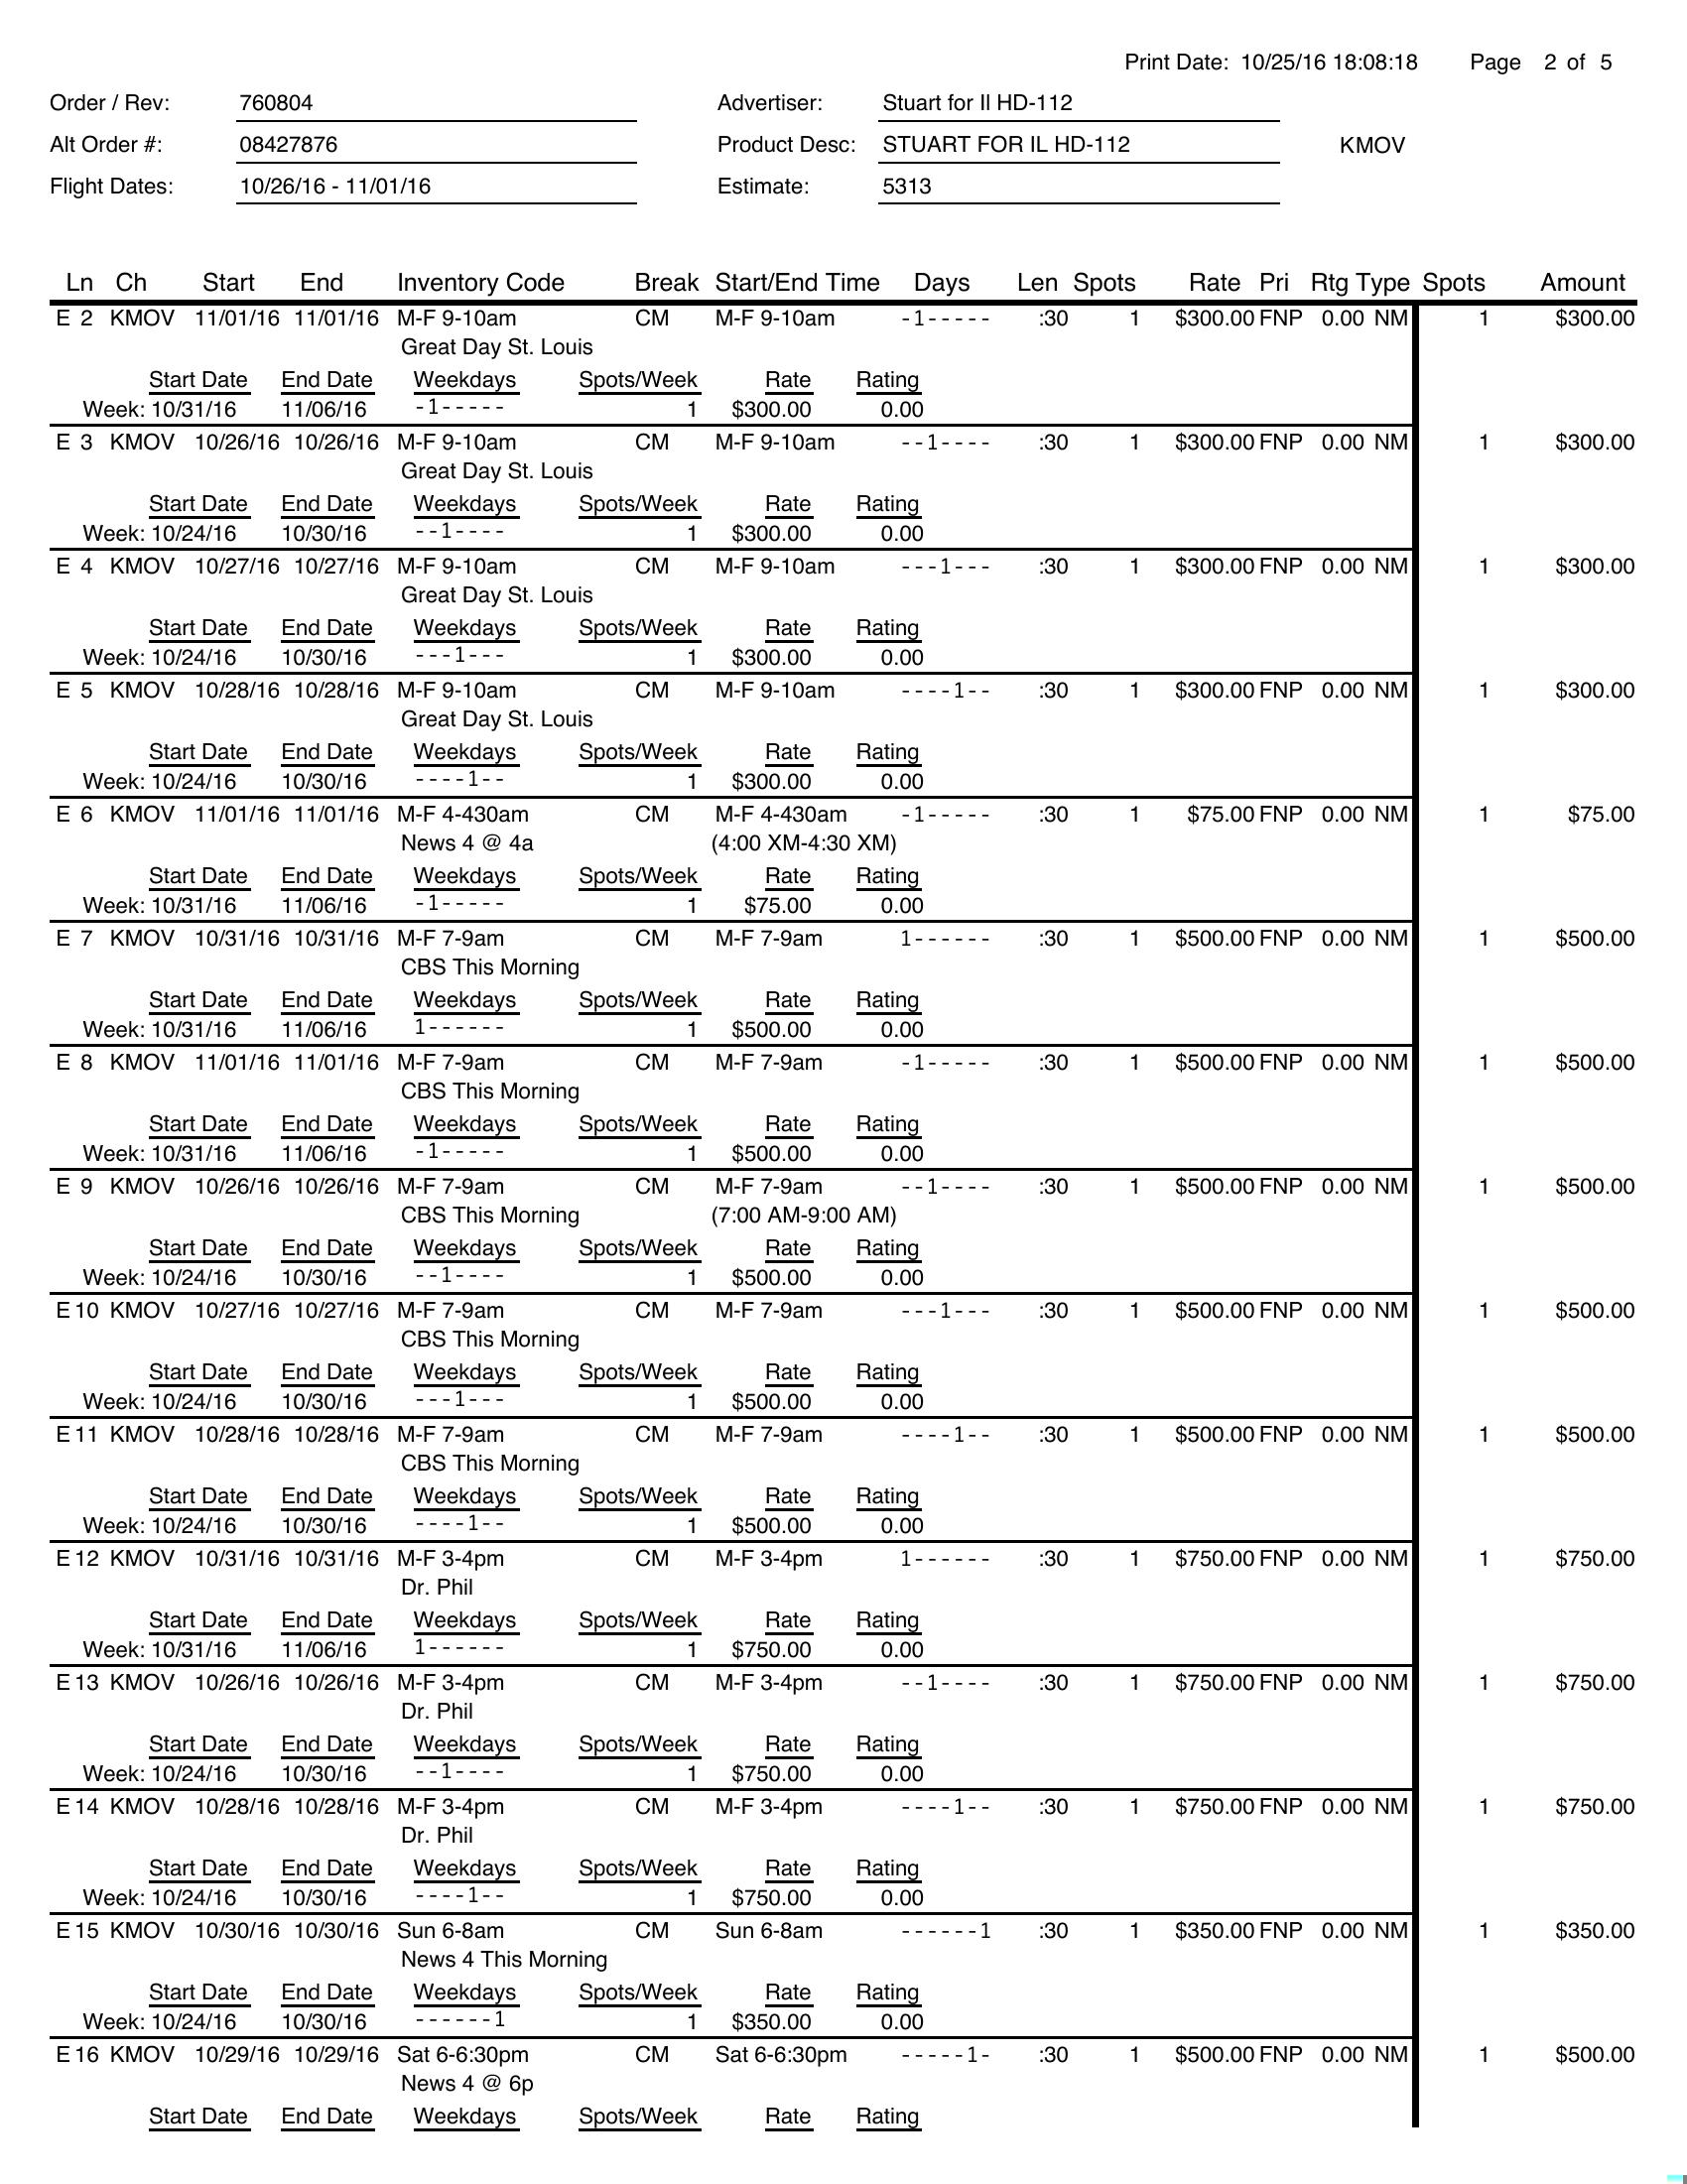 Print Date: 10/25/16 18:08:18 Page 2 of 5
Order / Rev: 760804 Advertiser: Stuart for Il HD-112
Alt Order #: 08427876 Product Desc: STUART FOR IL HD-112 KMOV
Flight Dates: 10/26/16 - 11/01/16 Estimate: 5313
Ln Ch Start End Inventory Code Break Start/End Time Days Len Spots Rate Pri Rtg Type Spots Amount
E 2 KMOV 11/01/16 11/01/16 M-F 9-10am CM M-F 9-10am -1----- :30 1 $300.00 FNP 0.00 NM 1 $300.00
Great Day St. Louis
Start Date End Date Weekdays Spots/Week Rate Rating
Week: 10/31/16 11/06/16 -1----- 1 $300.00 0.00
E 3 KMOV 10/26/16 10/26/16 M-F 9-10am CM M-F 9-10am --1---- :30 1 $300.00 FNP 0.00 NM 1 $300.00
Great Day St. Louis
Start Date End Date Weekdays Spots/Week Rate Rating
Week: 10/24/16 10/30/16 --1---- 1 $300.00 0.00
E 4 KMOV 10/27/16 10/27/16 M-F 9-10am CM M-F 9-10am ---1--- :30 1 $300.00 FNP 0.00 NM 1 $300.00
Great Day St. Louis
Start Date End Date Weekdays Spots/Week Rate Rating
Week: 10/24/16 10/30/16 ---1--- 1 $300.00 0.00
E 5 KMOV 10/28/16 10/28/16 M-F 9-10am CM M-F 9-10am ----1-- :30 1 $300.00 FNP 0.00 NM 1 $300.00
Great Day St. Louis
Start Date End Date Weekdays Spots/Week Rate Rating
Week: 10/24/16 10/30/16 ----1-- 1 $300.00 0.00
E 6 KMOV 11/01/16 11/01/16 M-F 4-430am CM M-F 4-430am -1----- :30 1 $75.00 FNP 0.00 NM 1 $75.00
News 4 @ 4a (4:00 XM-4:30 XM)
Start Date End Date Weekdays Spots/Week Rate Rating
Week: 10/31/16 11/06/16 -1----- 1 $75.00 0.00
E 7 KMOV 10/31/16 10/31/16 M-F 7-9am CM M-F 7-9am 1------ :30 1 $500.00 FNP 0.00 NM 1 $500.00
CBS This Morning
Start Date End Date Weekdays Spots/Week Rate Rating
Week: 10/31/16 11/06/16 1------ 1 $500.00 0.00
E 8 KMOV 11/01/16 11/01/16 M-F 7-9am CM M-F 7-9am -1----- :30 1 $500.00 FNP 0.00 NM 1 $500.00
CBS This Morning
Start Date End Date Weekdays Spots/Week Rate Rating
Week: 10/31/16 11/06/16 -1----- 1 $500.00 0.00
E 9 KMOV 10/26/16 10/26/16 M-F 7-9am CM M-F 7-9am --1---- :30 1 $500.00 FNP 0.00 NM 1 $500.00
CBS This Morning (7:00 AM-9:00 AM)
Start Date End Date Weekdays Spots/Week Rate Rating
Week: 10/24/16 10/30/16 --1---- 1 $500.00 0.00
E 10 KMOV 10/27/16 10/27/16 M-F 7-9am CM M-F 7-9am ---1--- :30 1 $500.00 FNP 0.00 NM 1 $500.00
CBS This Morning
Start Date End Date Weekdays Spots/Week Rate Rating
Week: 10/24/16 10/30/16 ---1--- 1 $500.00 0.00
E 11 KMOV 10/28/16 10/28/16 M-F 7-9am CM M-F 7-9am ----1-- :30 1 $500.00 FNP 0.00 NM 1 $500.00
CBS This Morning
Start Date End Date Weekdays Spots/Week Rate Rating
Week: 10/24/16 10/30/16 ----1-- 1 $500.00 0.00
E 12 KMOV 10/31/16 10/31/16 M-F 3-4pm CM M-F 3-4pm 1------ :30 1 $750.00 FNP 0.00 NM 1 $750.00
Dr. Phil
Start Date End Date Weekdays Spots/Week Rate Rating
Week: 10/31/16 11/06/16 1------ 1 $750.00 0.00
E 13 KMOV 10/26/16 10/26/16 M-F 3-4pm CM M-F 3-4pm --1---- :30 1 $750.00 FNP 0.00 NM 1 $750.00
Dr. Phil
Start Date End Date Weekdays Spots/Week Rate Rating
Week: 10/24/16 10/30/16 --1---- 1 $750.00 0.00
E 14 KMOV 10/28/16 10/28/16 M-F 3-4pm CM M-F 3-4pm ----1-- :30 1 $750.00 FNP 0.00 NM 1 $750.00
Dr. Phil
Start Date End Date Weekdays Spots/Week Rate Rating
Week: 10/24/16 10/30/16 ----1-- 1 $750.00 0.00
E 15 KMOV 10/30/16 10/30/16 Sun 6-8am CM Sun 6-8am ------1 :30 1 $350.00 FNP 0.00 NM 1 $350.00
News 4 This Morning
Start Date End Date Weekdays Spots/Week Rate Rating
Week: 10/24/16 10/30/16 ------1 1 $350.00 0.00
E 16 KMOV 10/29/16 10/29/16 Sat 6-6:30pm CM Sat 6-6:30pm -----1- :30 1 $500.00 FNP 0.00 NM 1 $500.00
News 4 @ 6p
Start Date End Date Weekdays Spots/Week Rate Rating